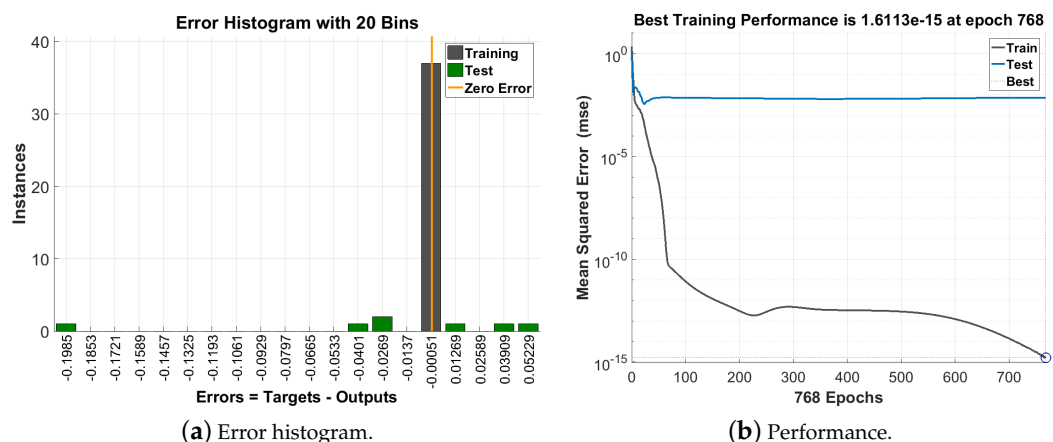 Error Histogram with 20 Bins
40
30
20
10
0
Instances
Training
Test
Zero Error
-0.1985
-0.1853
-0.1721
-0.1589
-0.1457
-0.1325
-0.1193
-0.1061
-0.0929
-0.0797
-0.0665
-0.0533
-0.0401
-0.0269
-0.0137
-0.00051
0.01269
0.02589
0.03909
0.05229
Errors = Targets - Outputs
(a) Error histogram.
Best Training Performance is 1.6113e-15 at epoch 768
10^0
10^-5
10^-10
10^-15
Mean Squared Error (mse)
Train
Test
Best
0
100
200
300
400
500
600
700
768 Epochs
(b) Performance.